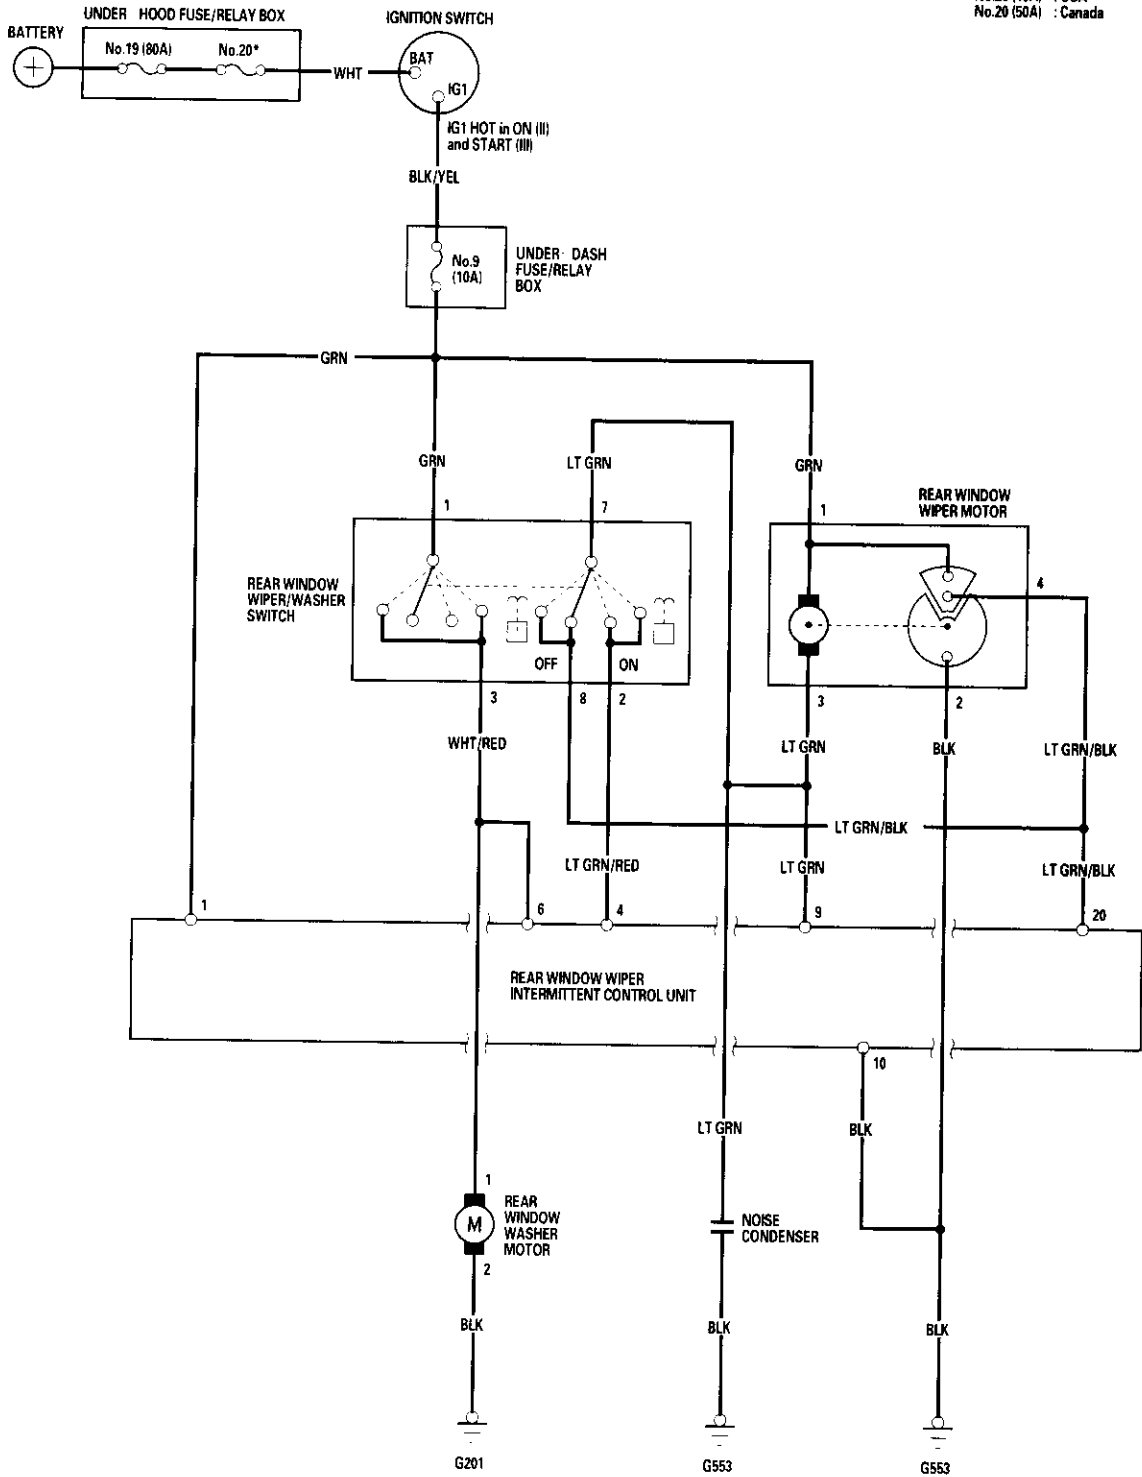 No.20 (50A) : Canada
UNDER HOOD FUSE/RELAY BOX
IGNITION SWITCH
BATTERY
No.19 (80A)
No.20*
BAT
WHT
IG1
IG1 HOT in ON (II)
and START (III)
BLK/YEL
No.9
(10A)
UNDER - DASH
FUSE/RELAY
BOX
GRN
GRN
LT GRN
GRN
REAR WINDOW
WIPER MOTOR
1
7
1
4
REAR WINDOW
WIPER/WASHER
SWITCH
OFF
ON
3
8
2
3
2
WHT/RED
LT GRN
BLK
LT GRN/BLK
LT GRN/BLK
LT GRN/RED
LT GRN
LT GRN/BLK
1
6
4
9
20
REAR WINDOW WIPER
INTERMITTENT CONTROL UNIT
10
LT GRN
BLK
1
M
REAR
WINDOW
WASHER
MOTOR
2
NOISE
CONDENSER
BLK
BLK
BLK
G201
G553
G553